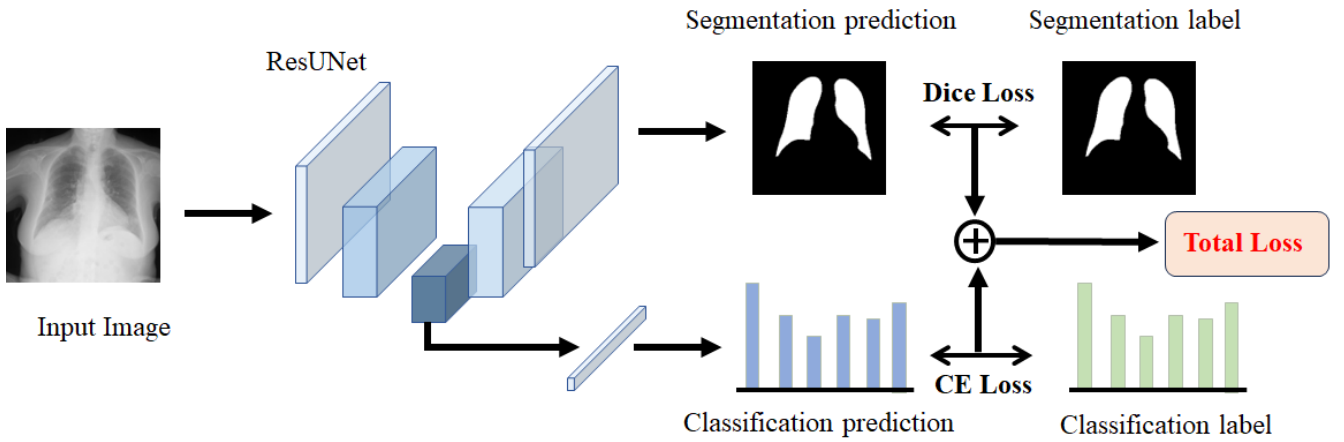 Segmentation prediction
Segmentation label
ResUNet
Dice Loss
Total Loss
Input Image
CE Loss
Classification prediction
Classification label